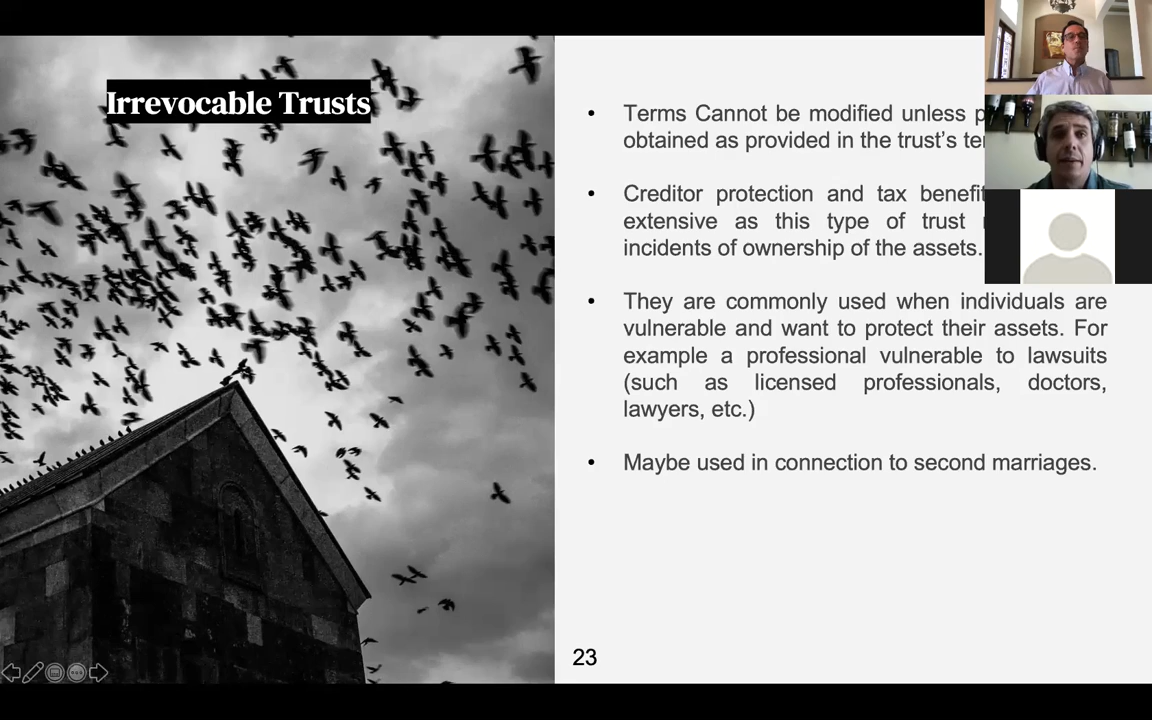 Irrevocable Trusts
• Terms Cannot be modified unless
obtained as provided in the trust's
• Creditor protection and tax
extensive as this type of trust
incidents of ownership of the assets.
• They are commonly used when individuals are
vulnerable and want to protect their assets. For
example a professional vulnerable to lawsuits
(such as licensed professionals, doctors,
lawyers, etc.)
• Maybe used in connection to second marriages.
23